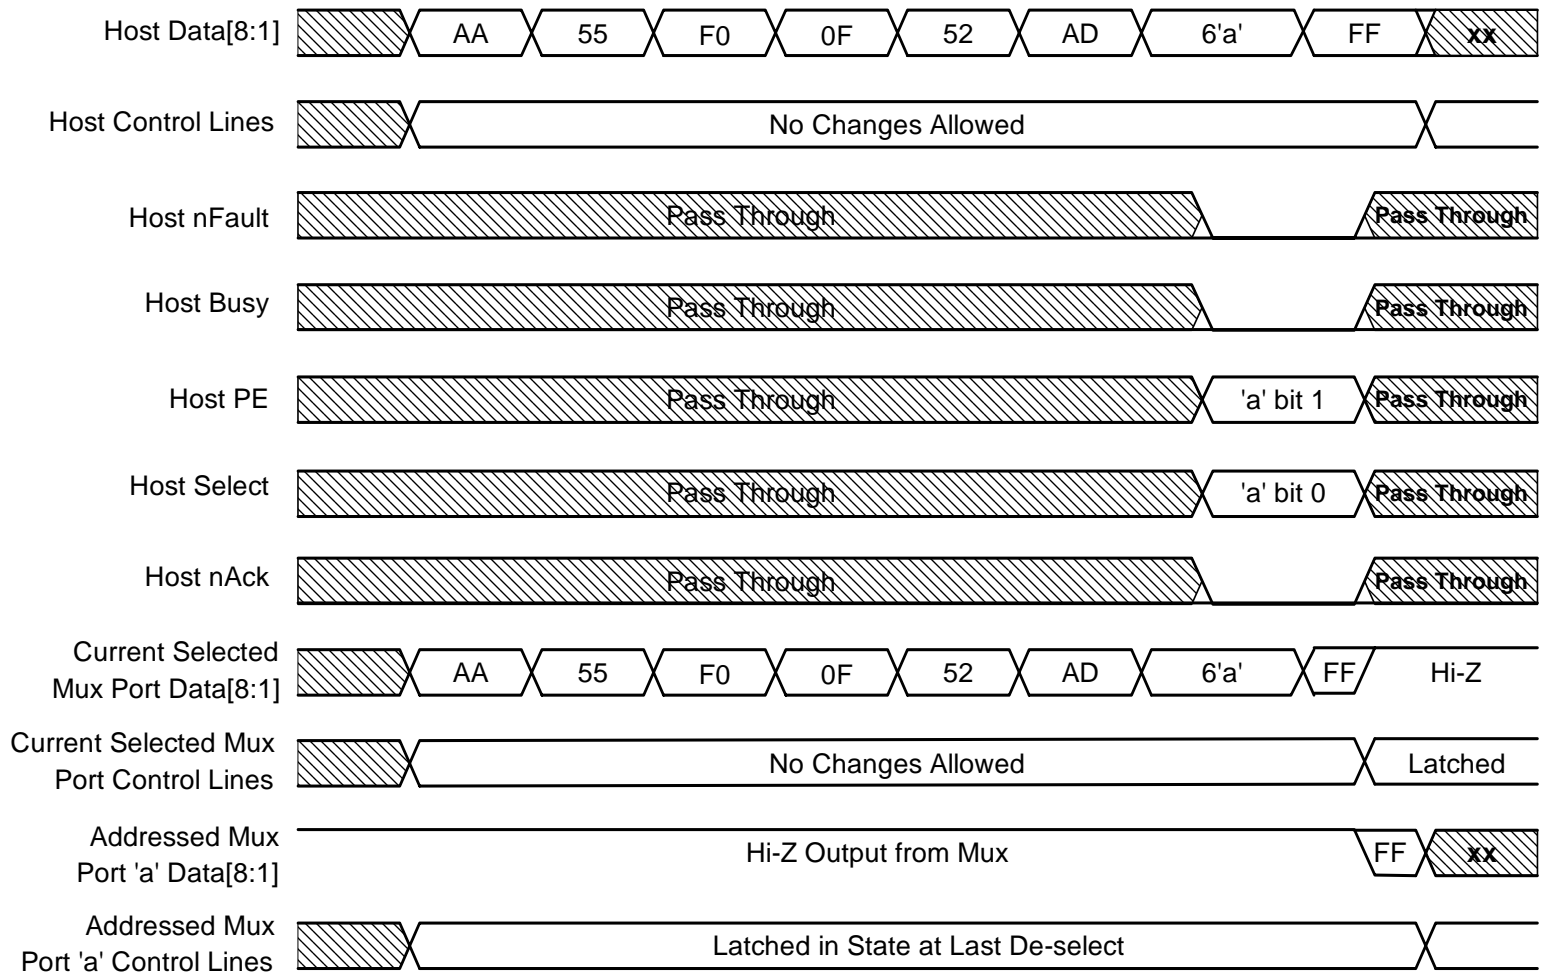 Host Data[8:1] AA 55 F0 0F 52 AD 6'a' FF xx
Host Control Lines No Changes Allowed
Host nFault Pass Through Pass Through
Host Busy Pass Through Pass Through
Host PE Pass Through 'a' bit 1 Pass Through
Host Select Pass Through 'a' bit 0 Pass Through
Host nAck Pass Through Pass Through
Current Selected
Mux Port Data[8:1] AA 55 F0 0F 52 AD 6'a' FF Hi-Z
Current Selected Mux
Port Control Lines No Changes Allowed Latched
Addressed Mux
Port 'a' Data[8:1] Hi-Z Output from Mux FF xx
Addressed Mux
Port 'a' Control Lines Latched in State at Last De-select